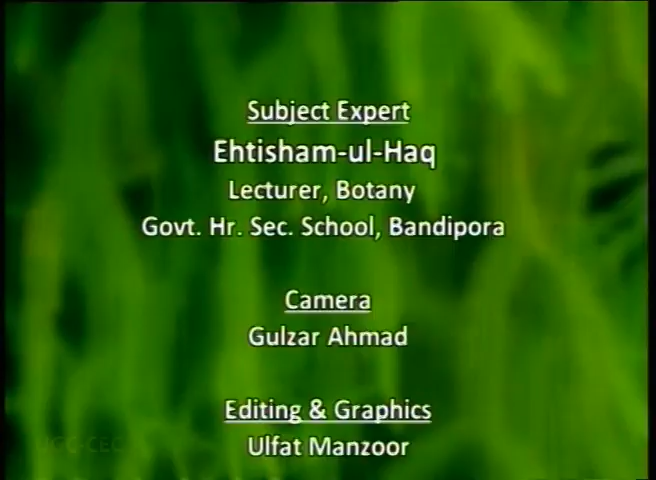 Subject Expert
Ehtisham-ul-Haq
Lecturer, Botany
Govt. Hr. Sec. School, Bandipora
Camera
Gulzar Ahmad
Editing & Graphics
Ulfat Manzoor